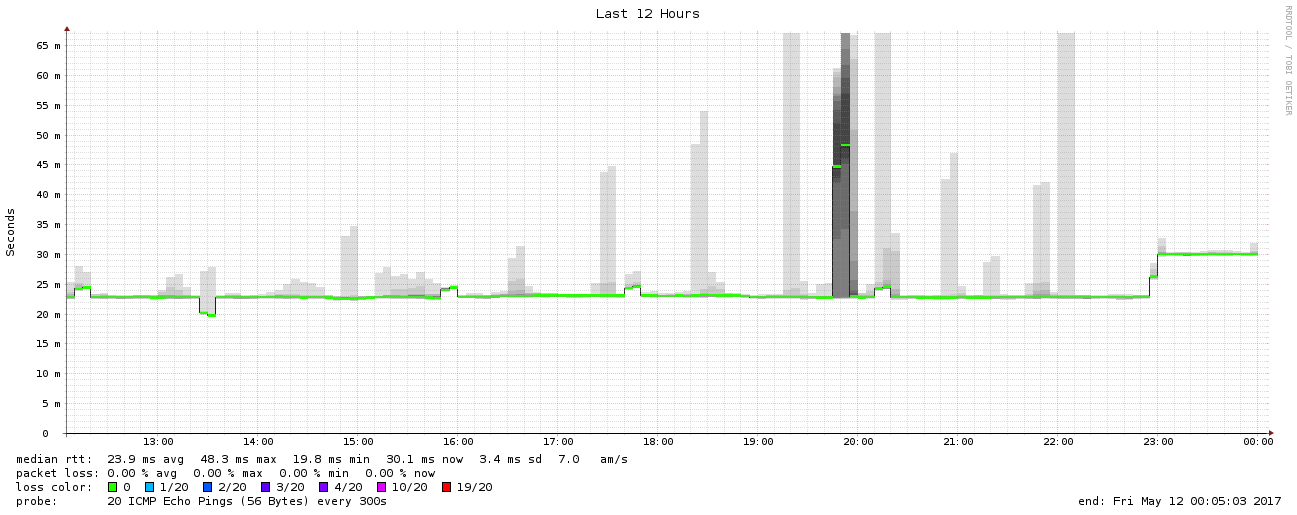 Last 12 Hours
RRDTOOL / TOBI OETIKER
Seconds
65 m
60 m
55 m
50 m
45 m
40 m
35 m
30 m
25 m
20 m
15 m
10 m
5 m
0
13:00 14:00 15:00 16:00 17:00 18:00 19:00 20:00 21:00 22:00 23:00 00:00
median rtt: 23.9 ms avg 48.3 ms max 19.8 ms min 30.1 ms now 3.4 ms sd 7.0 am/s
packet loss: 0.00 % avg 0.00 % max 0.00 % min 0.00 % now
loss color: 0 1/20 2/20 3/20 4/20 10/20 19/20
probe: 20 ICMP Echo Pings (56 Bytes) every 300s end: Fri May 12 00:05:03 2017